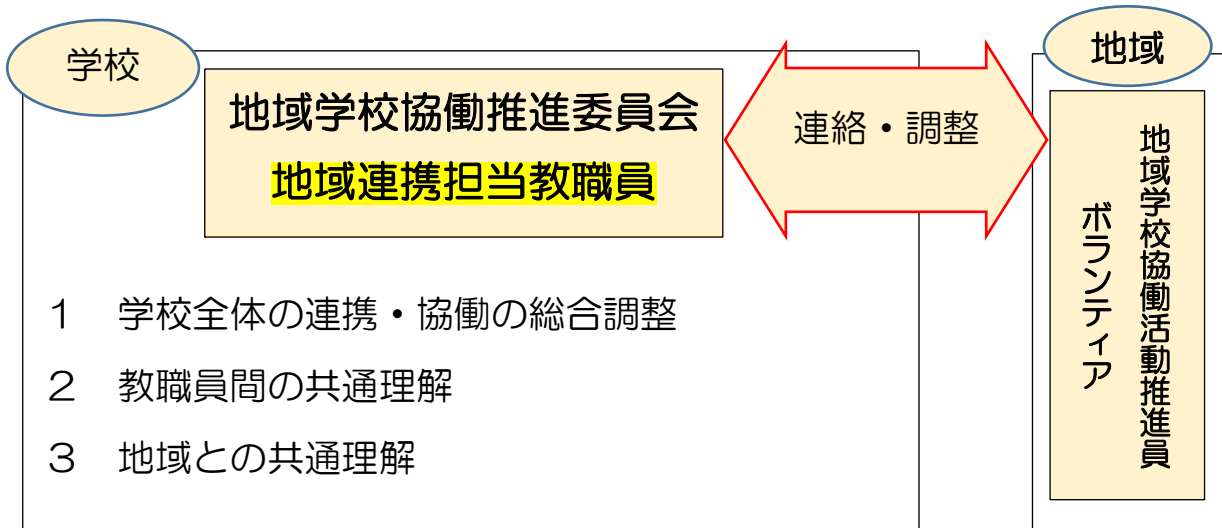 学校
地域学校協働推進委員会
地域連携担当教職員
連絡・調整
地域
地域学校協働活動推進員
ボランティア
１　学校全体の連携・協働の総合調整
２　教職員間の共通理解
３　地域との共通理解